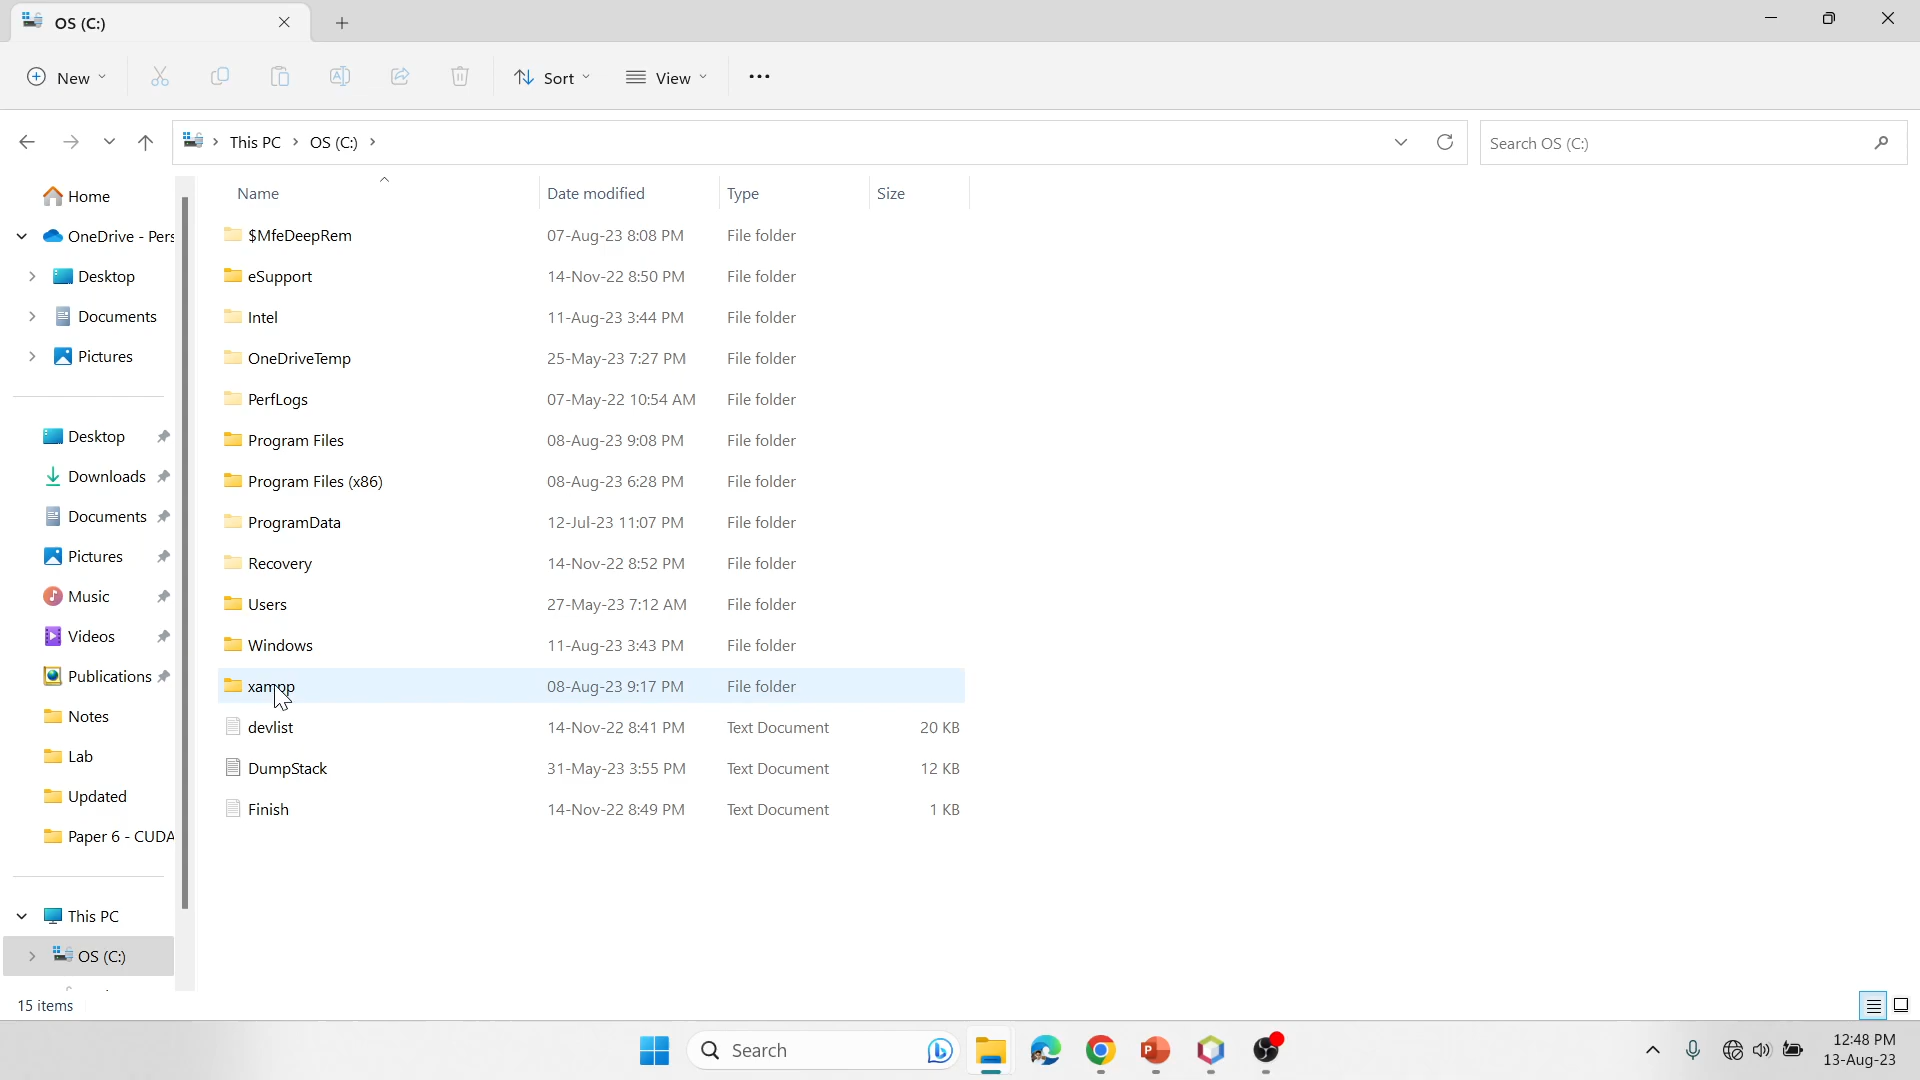 OS (C:)
New
Sort
View
This PC
OS (C:)
Search OS (C:)
Name
Date modified
Type
Size
Home
OneDrive - Pers
Desktop
Documents
Pictures
Desktop
Downloads
Documents
Pictures
Music
Videos
Publications
Notes
Lab
Updated
Paper 6 - CUDA
This PC
OS (C:)
$MfeDeepRem 07-Aug-23 8:08 PM File folder
eSupport 14-Nov-22 8:50 PM File folder
Intel 11-Aug-23 3:44 PM File folder
OneDriveTemp 25-May-23 7:27 PM File folder
PerfLogs 07-May-22 10:54 AM File folder
Program Files 08-Aug-23 9:08 PM File folder
Program Files (x86) 08-Aug-23 6:28 PM File folder
ProgramData 12-Jul-23 11:07 PM File folder
Recovery 14-Nov-22 8:52 PM File folder
Users 27-May-23 7:12 AM File folder
Windows 11-Aug-23 3:43 PM File folder
xampp 08-Aug-23 9:17 PM File folder
devlist 14-Nov-22 8:41 PM Text Document 20 KB
DumpStack 31-May-23 3:55 PM Text Document 12 KB
Finish 14-Nov-22 8:49 PM Text Document 1 KB
15 items
Search
12:48 PM
13-Aug-23